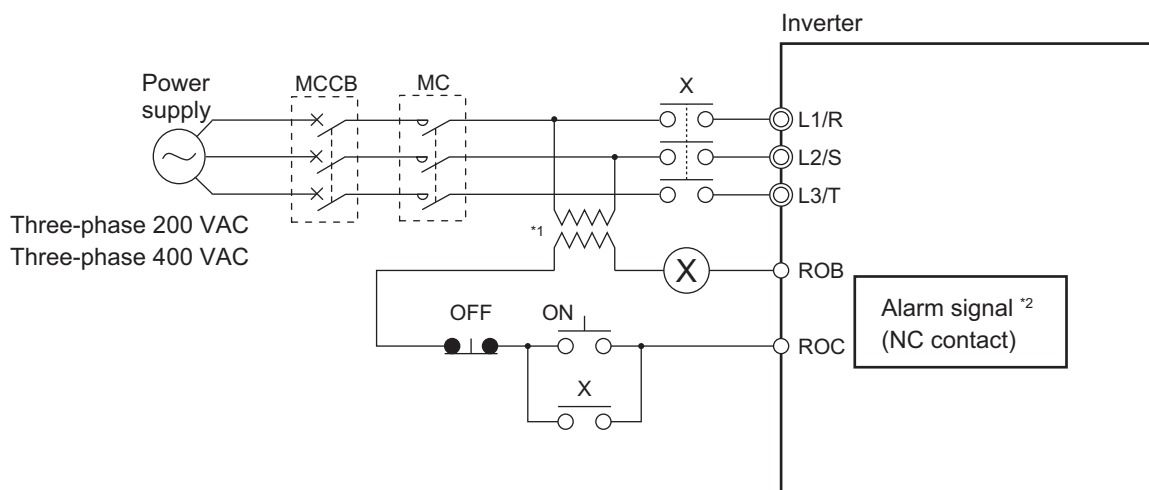 Inverter
Power
supply
MCCB
MC
X
L1/R
L2/S
L3/T
Three-phase 200 VAC
Three-phase 400 VAC
*1
X
ROB
Alarm signal *2
(NC contact)
OFF
ON
ROC
X